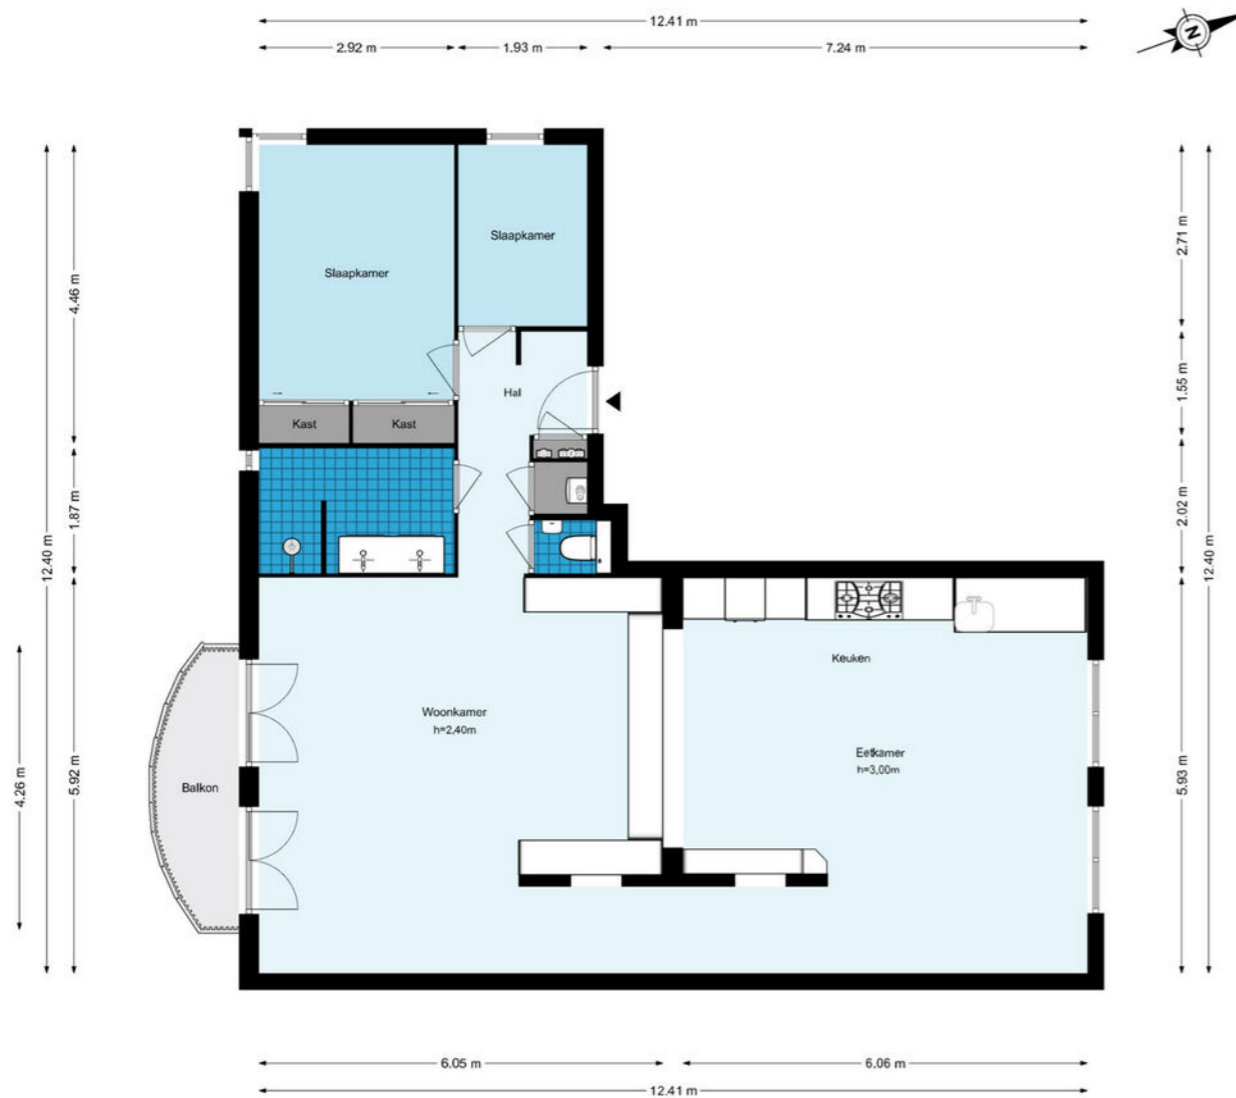 12.41 m
2.92 m
1.93 m
7.24 m
N
Slaapkamer
Slaapkamer
Hal
Kast
Kast
4.46 m
1.87 m
12.40 m
5.92 m
4.26 m
2.71 m
1.55 m
2.02 m
12.40 m
5.93 m
Keuken
Woonkamer
h=2,40m
Eetkamer
h=3,00m
Balkon
6.05 m
6.06 m
12.41 m